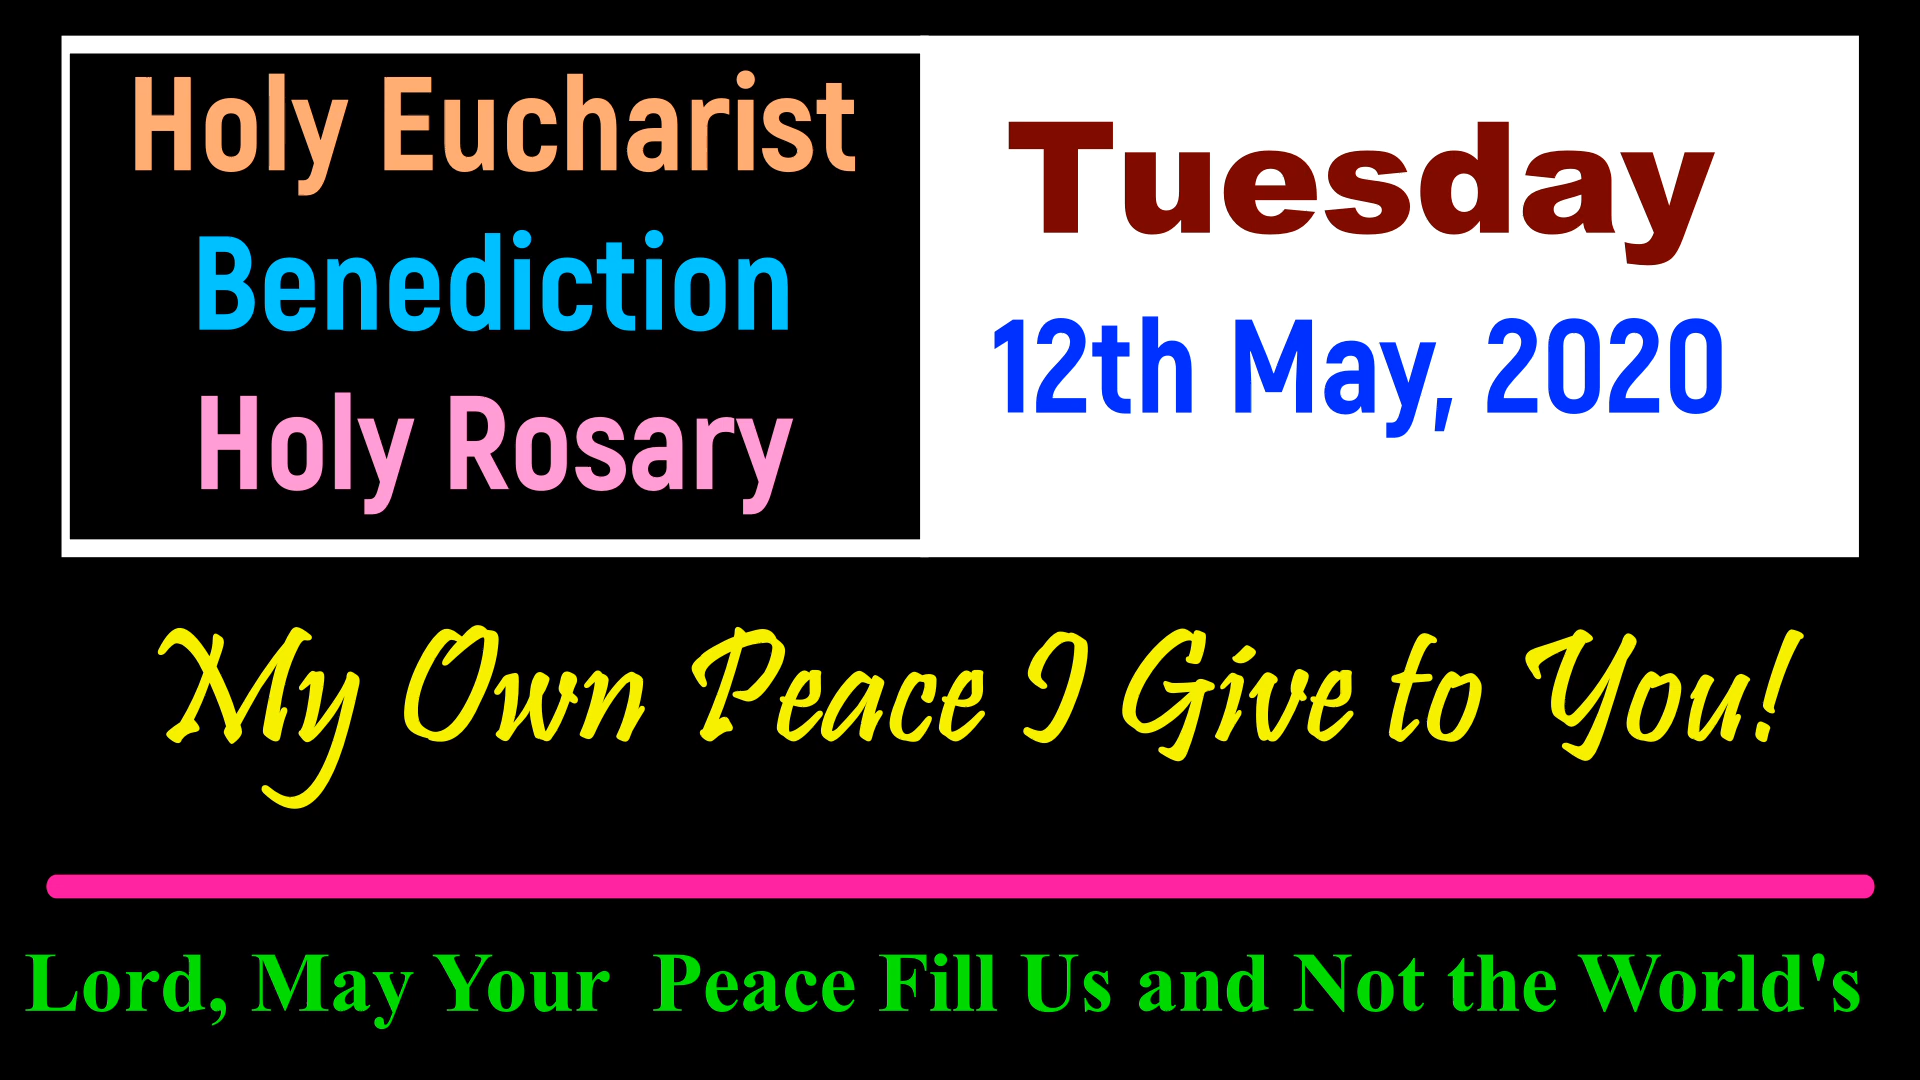 Holy Eucharist
Benediction
Holy Rosary
Tuesday
12th May, 2020
My Own Peace I Give to You!
Lord, May Your  Peace Fill Us and Not the World's